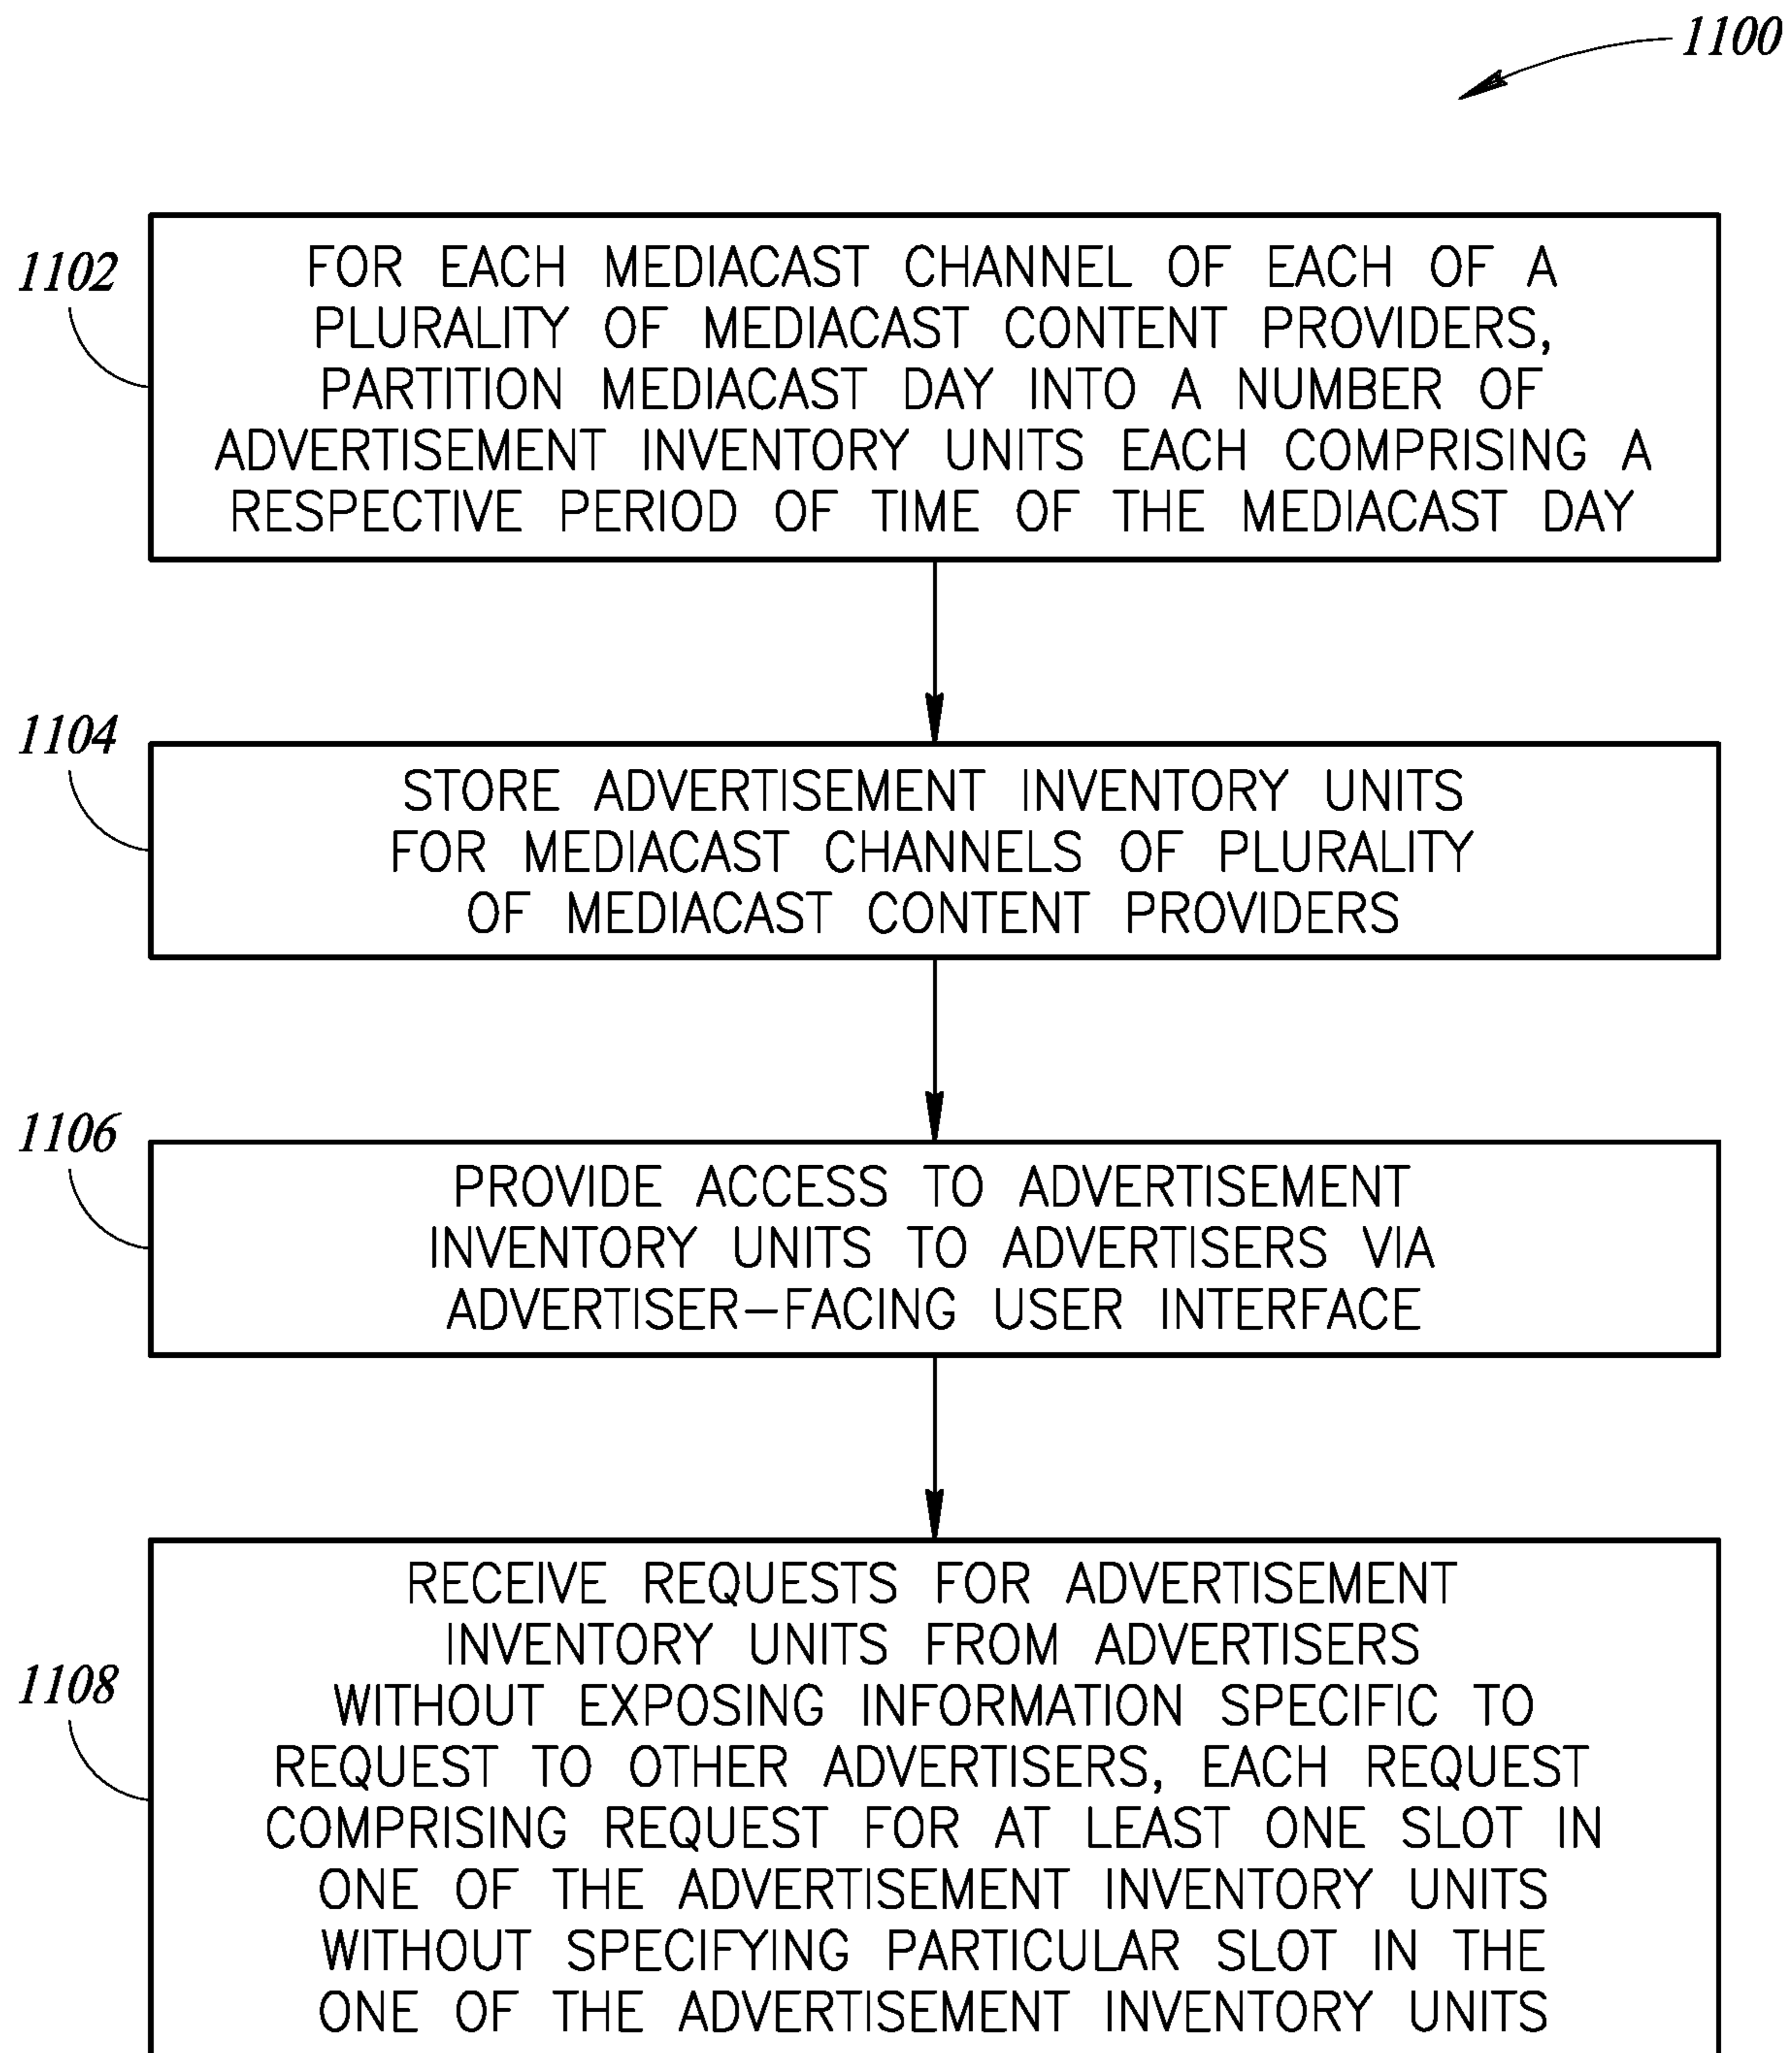 1100
1102
FOR EACH MEDIACAST CHANNEL OF EACH OF A
PLURALITY OF MEDIACAST CONTENT PROVIDERS,
PARTITION MEDIACAST DAY INTO A NUMBER OF
ADVERTISEMENT INVENTORY UNITS EACH COMPRISING A
RESPECTIVE PERIOD OF TIME OF THE MEDIACAST DAY
1104
STORE ADVERTISEMENT INVENTORY UNITS
FOR MEDIACAST CHANNELS OF PLURALITY
OF MEDIACAST CONTENT PROVIDERS
1106
PROVIDE ACCESS TO ADVERTISEMENT
INVENTORY UNITS TO ADVERTISERS VIA
ADVERTISER-FACING USER INTERFACE
1108
RECEIVE REQUESTS FOR ADVERTISEMENT
INVENTORY UNITS FROM ADVERTISERS
WITHOUT EXPOSING INFORMATION SPECIFIC TO
REQUEST TO OTHER ADVERTISERS, EACH REQUEST
COMPRISING REQUEST FOR AT LEAST ONE SLOT IN
ONE OF THE ADVERTISEMENT INVENTORY UNITS
WITHOUT SPECIFYING PARTICULAR SLOT IN THE
ONE OF THE ADVERTISEMENT INVENTORY UNITS